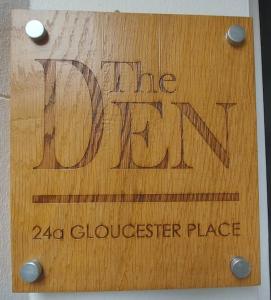 The
DEN
24a GLOUCESTER PLACE